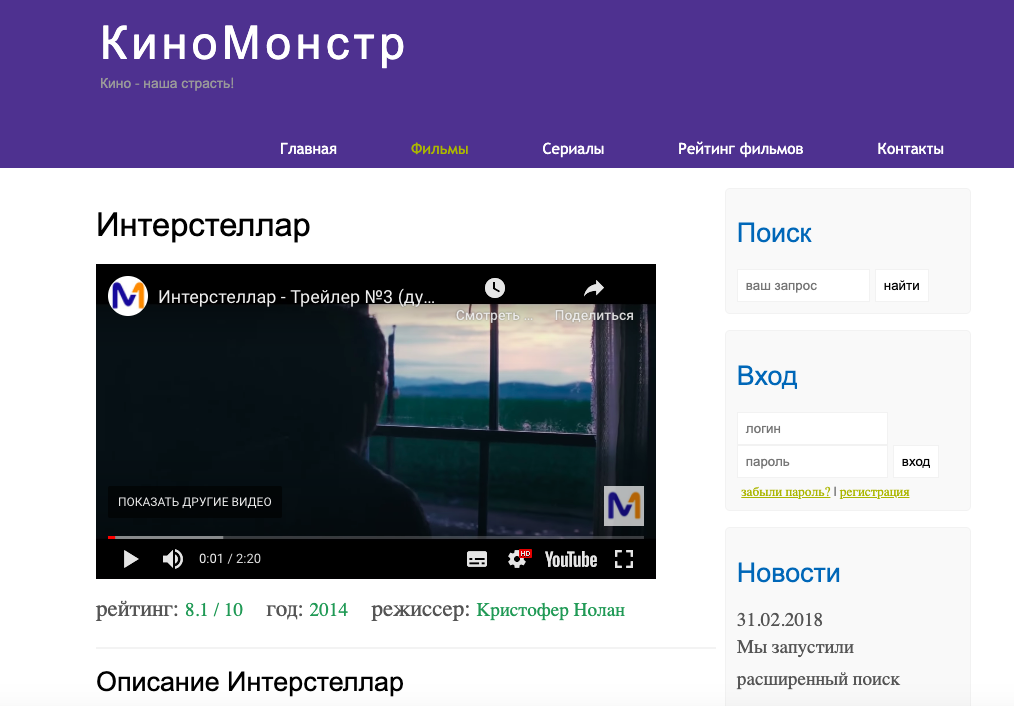 КиноМонстр
Кино - наша страсть!
Главная Фильмы Сериалы Рейтинг фильмов Контакты
Интерстеллар
Интерстеллар - Трейлер №3 (ду...
Смотреть ... Поделиться
ПОКАЗАТЬ ДРУГИЕ ВИДЕО
0:01 / 2:20 HD YouTube
рейтинг: 8.1 / 10 год: 2014 режиссер: Кристофер Нолан
Описание Интерстеллар
Поиск
ваш запрос найти
Вход
логин
пароль вход
забыли пароль? | регистрация
Новости
31.02.2018
Мы запустили
расширенный поиск